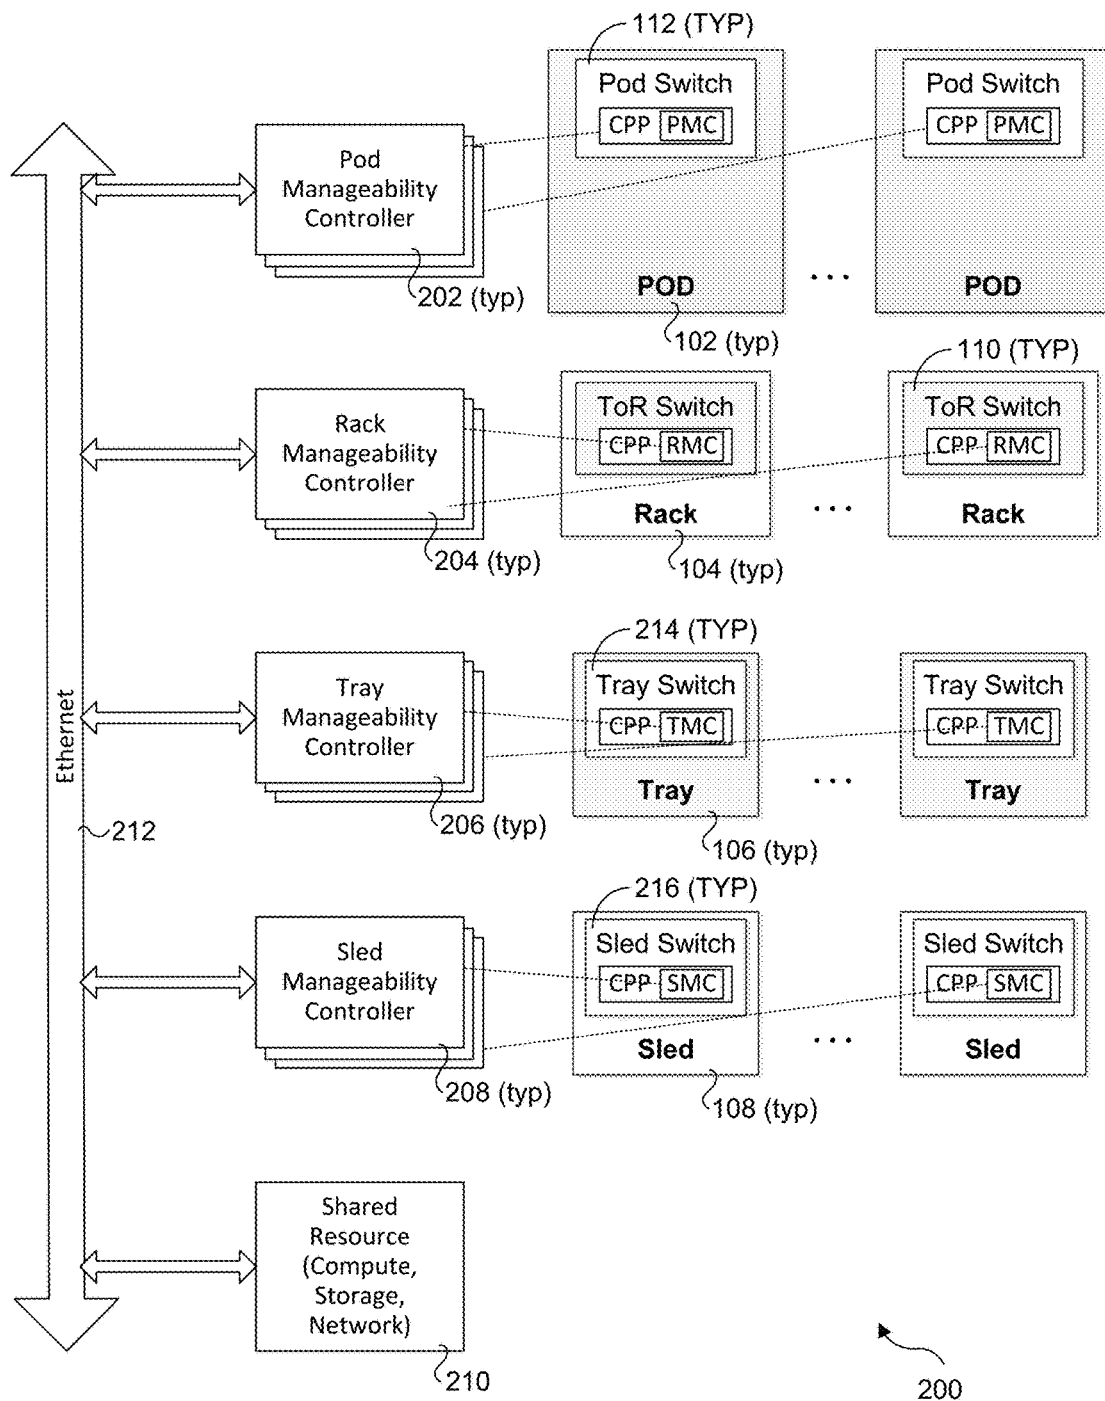 112 (TYP)
Pod Switch
CPP PMC
Pod Switch
CPP PMC
Pod
Manageability
Controller
202 (typ)
POD
...
POD
102 (typ)
110 (TYP)
Rack
Manageability
Controller
204 (typ)
ToR Switch
CPP RMC
Rack
104 (typ)
...
ToR Switch
CPP RMC
Rack
214 (TYP)
Tray
Manageability
Controller
206 (typ)
Tray Switch
CPP TMC
Tray
106 (typ)
...
Tray Switch
CPP TMC
Tray
Ethernet
212
216 (TYP)
Sled
Manageability
Controller
208 (typ)
Sled Switch
CPP SMC
Sled
108 (typ)
...
Sled Switch
CPP SMC
Sled
Shared
Resource
(Compute,
Storage,
Network)
210
200